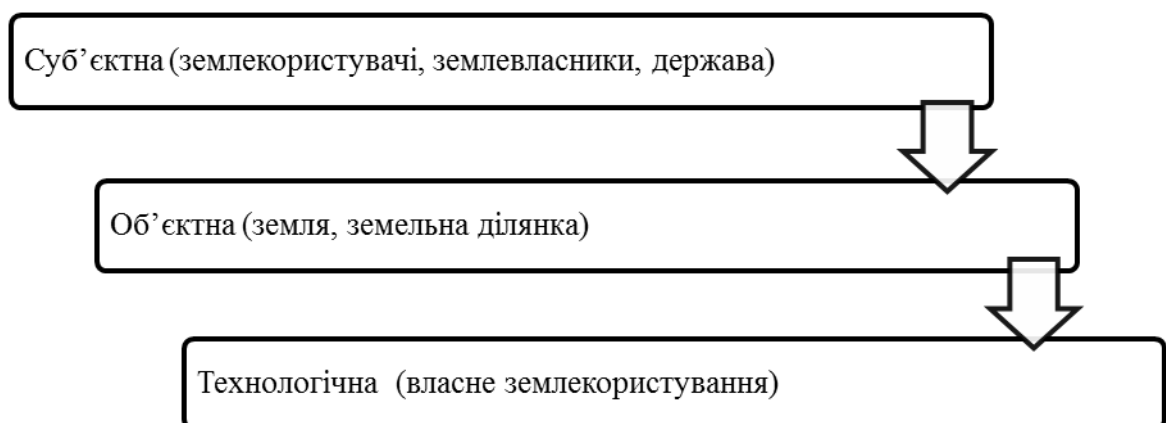 Суб’єктна (землекористувачі, землевласники, держава)
Об’єктна (земля, земельна ділянка)
Технологічна (власне землекористування)